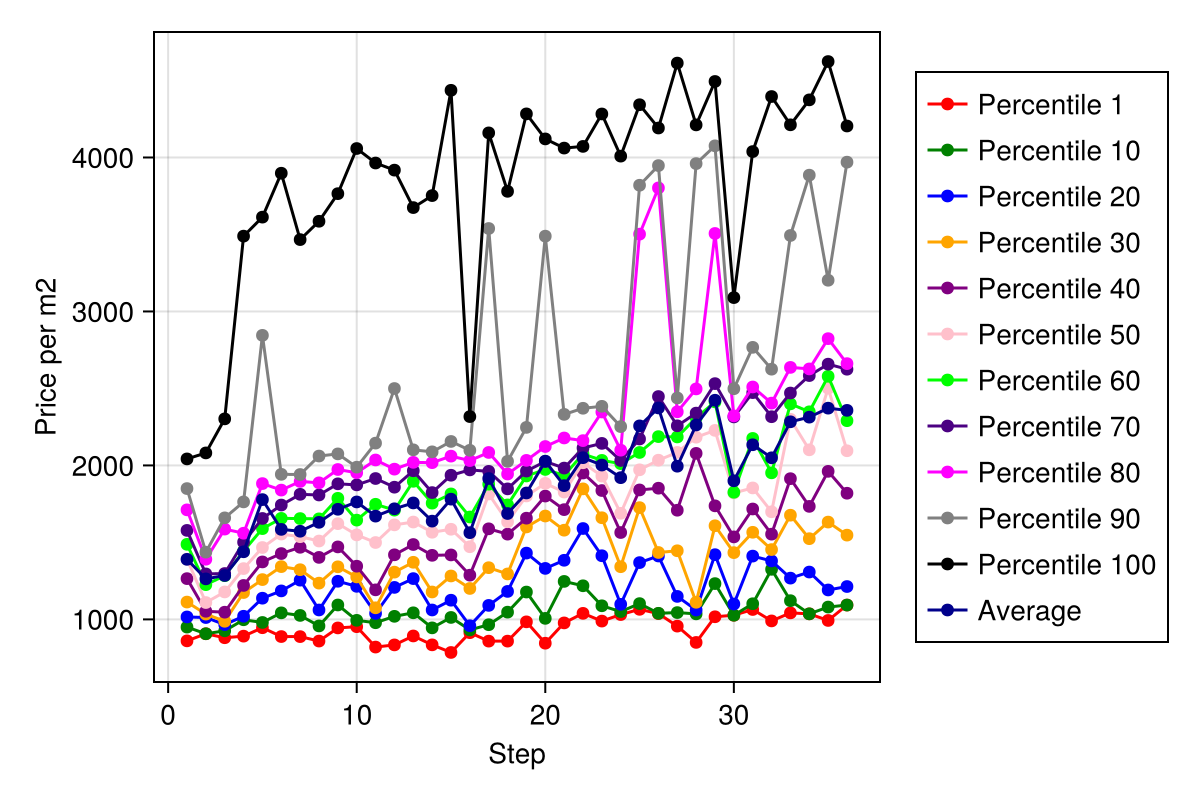 4000
3000
2000
1000
Price per m2
0
10
20
30
Step
Percentile 1
Percentile 10
Percentile 20
Percentile 30
Percentile 40
Percentile 50
Percentile 60
Percentile 70
Percentile 80
Percentile 90
Percentile 100
Average